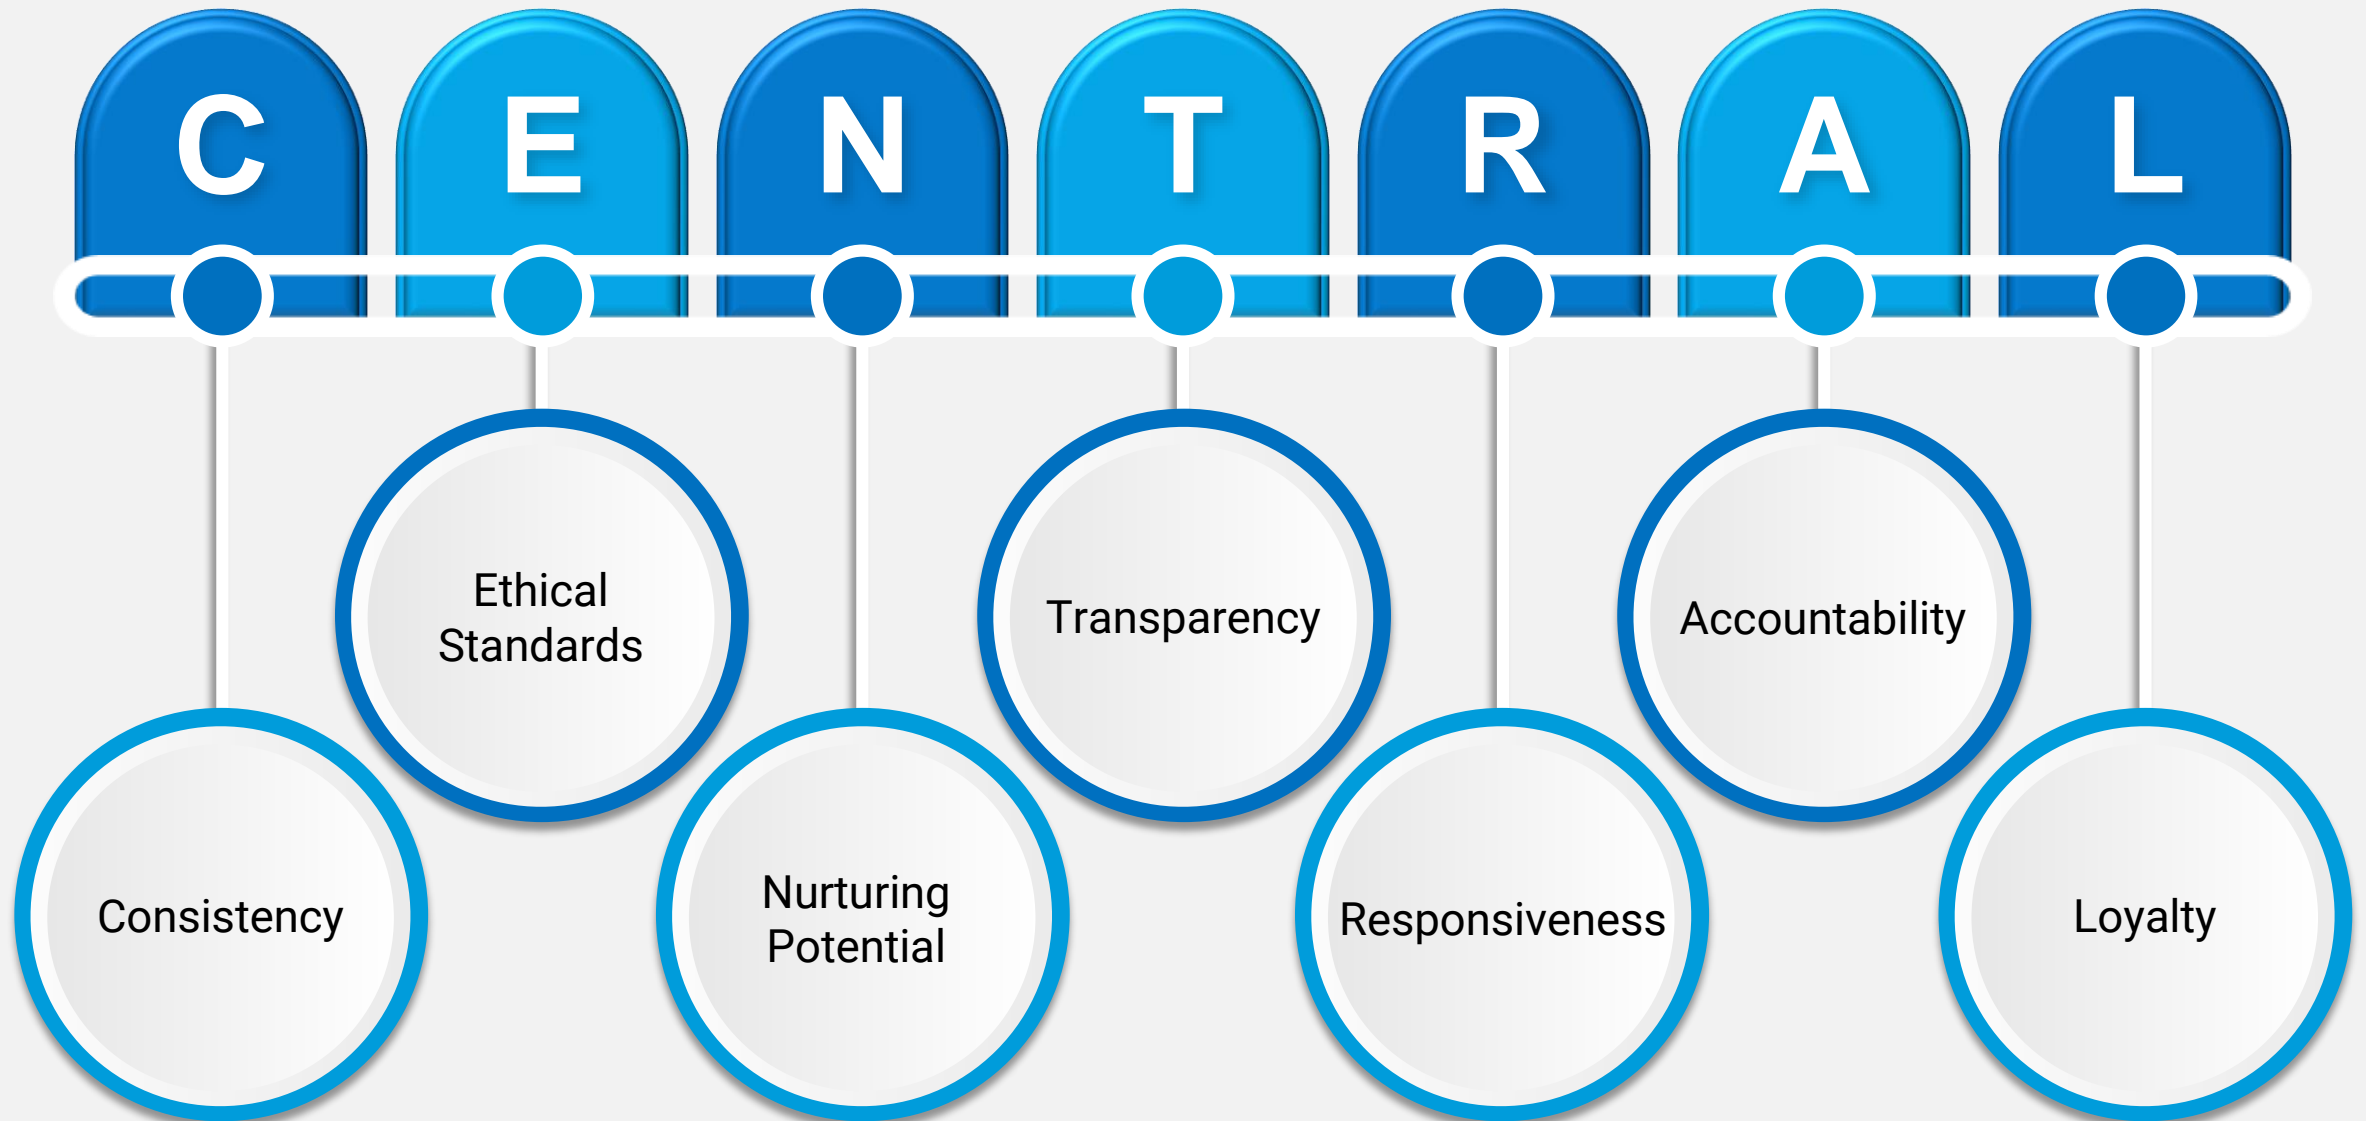 C
E
N
T
R
A
L
Ethical
Standards
Transparency
Accountability
Consistency
Nurturing
Potential
Responsiveness
Loyalty